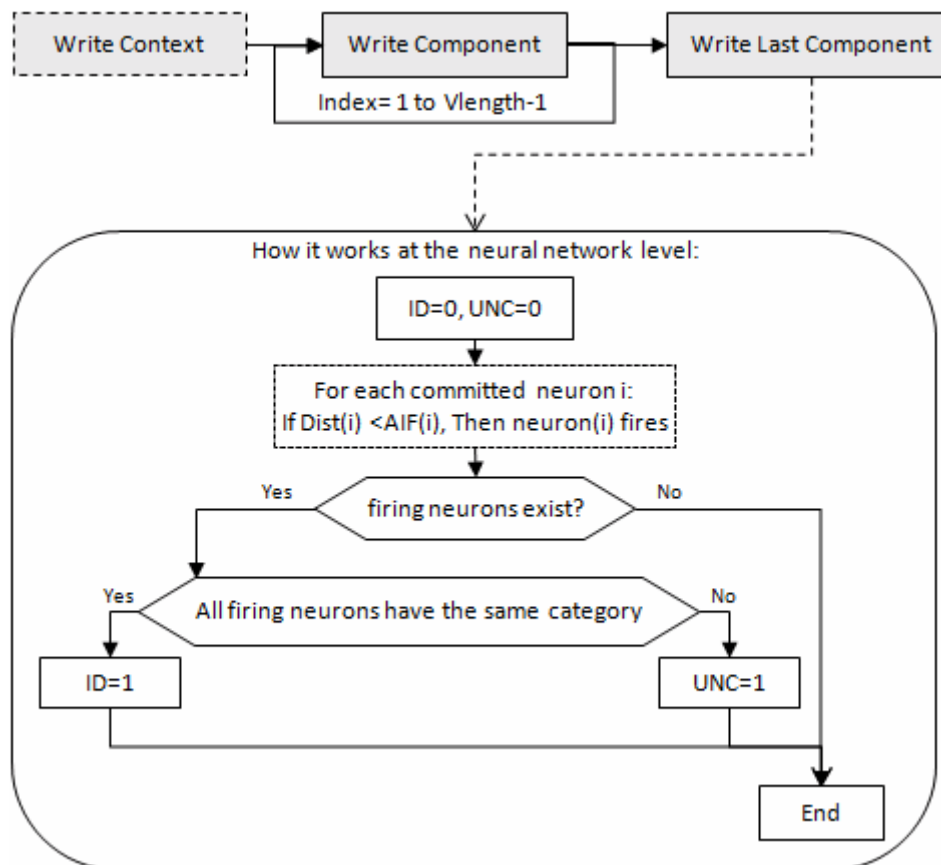 Write Context
Write Component
Write Last Component
Index= 1 to Vlength-1
How it works at the neural network level:
ID=0, UNC=0
For each committed neuron i:
If Dist(i) <AIF(i), Then neuron(i) fires
Yes
firing neurons exist?
No
Yes
All firing neurons have the same category
No
ID=1
UNC=1
End